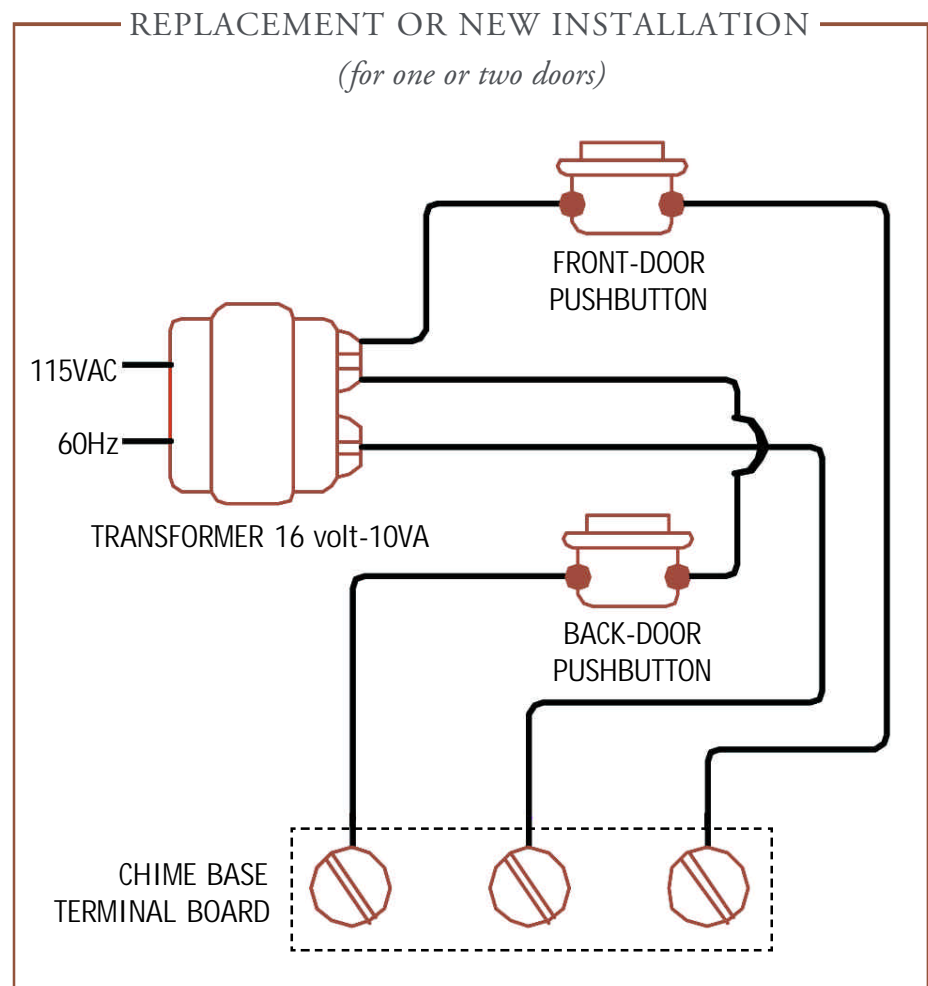 REPLACEMENT OR NEW INSTALLATION
(for one or two doors)
FRONT-DOOR
PUSHBUTTON
115VAC
60Hz
TRANSFORMER 16 volt-10VA
BACK-DOOR
PUSHBUTTON
CHIME BASE
TERMINAL BOARD